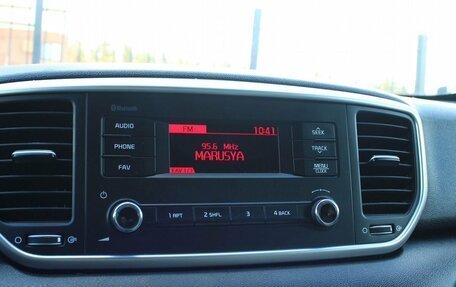 Bluetooth
AUDIO
PHONE
FAV
FM 10:41
95.6 MHz
MARUSYA
SEEK
TRACK
MENU
CLOCK
1 RPT
2 SHFL
3
4 BACK